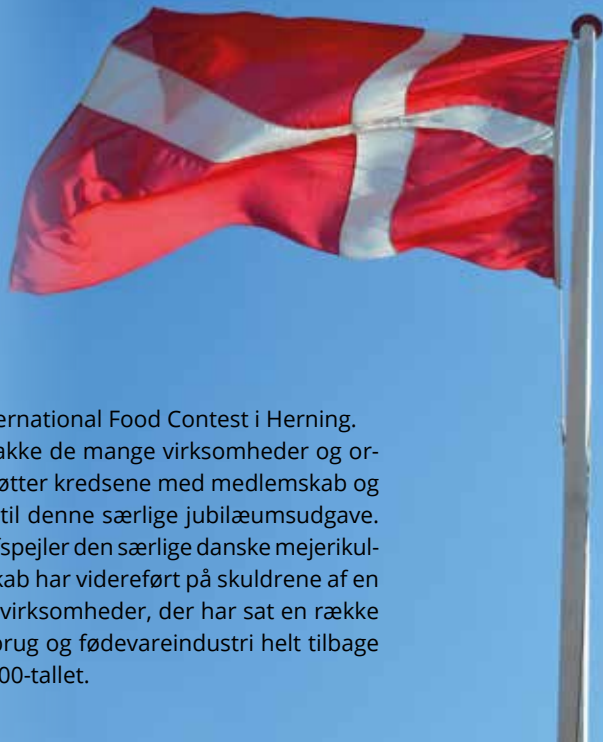 ernational Food Contest i Herning.
akke de mange virksomheder og or-
øtter kredsene med medlemskab og
til denne særlige jubilæumsudgave.
fspejler den særlige danske mejerikul-
kab har videreført på skuldrene af en
virksomheder, der har sat en række
brug og fødevareindustri helt tilbage
00-tallet.